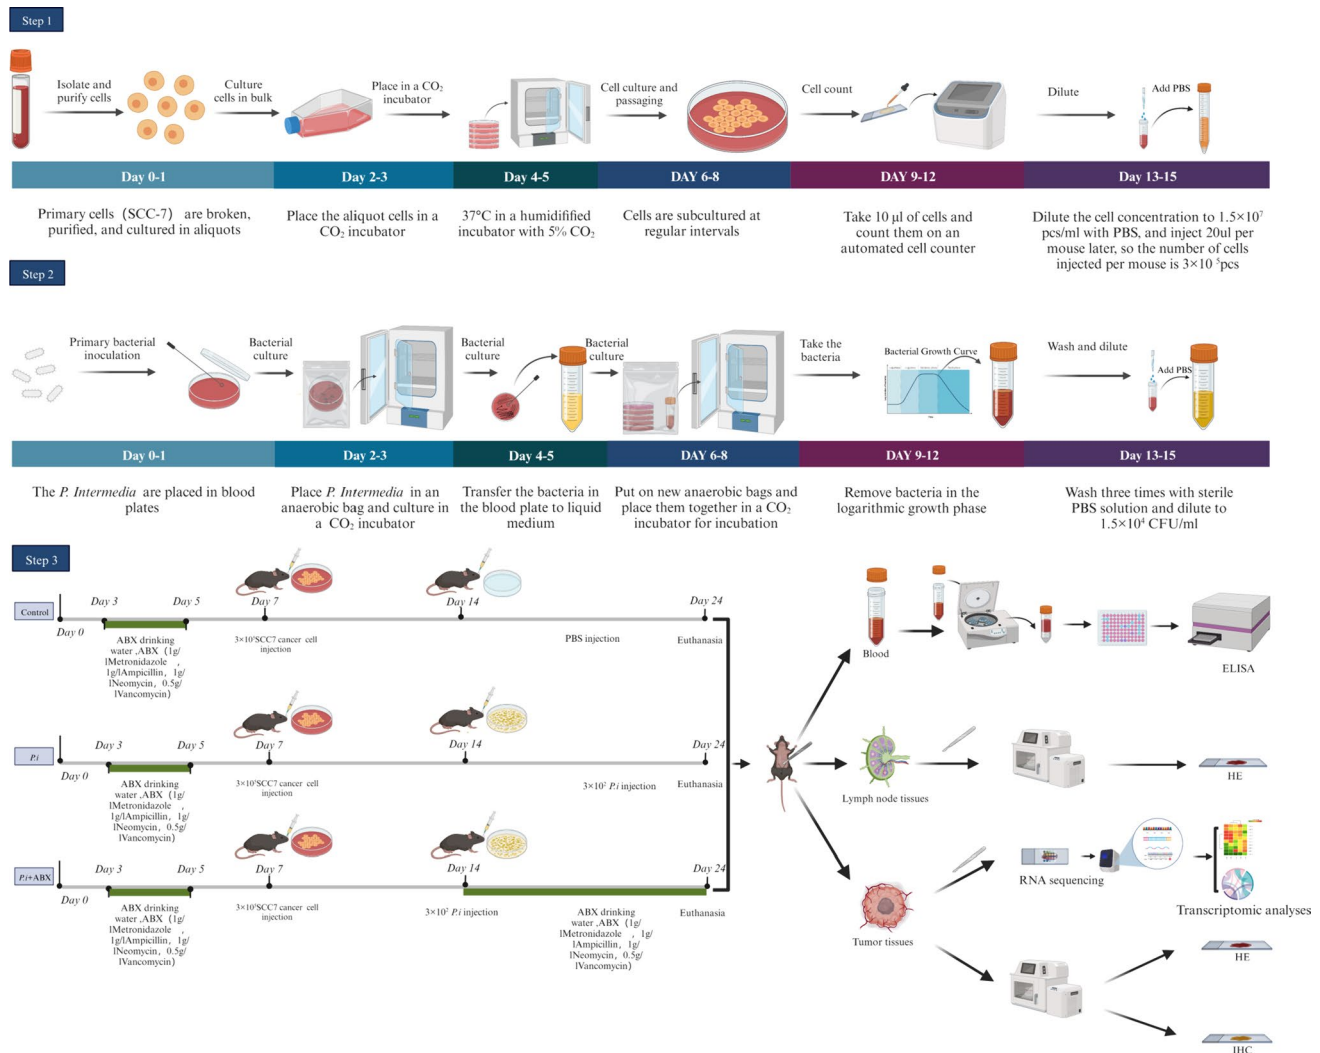 Step 1
Isolate and
purify cells
Culture
cells in bulk
Place in a CO₂
incubator
Cell culture and
passaging
Cell count
Dilute
Add PBS
Day 0-1
Day 2-3
Day 4-5
DAY 6-8
DAY 9-12
Day 13-15
Primary cells (SCC-7) are broken,
purified, and cultured in aliquots
Place the aliquot cells in a
CO₂ incubator
37°C in a humidifified
incubator with 5% CO₂
Cells are subcultured at
regular intervals
Take 10 μl of cells and
count them on an
automated cell counter
Dilute the cell concentration to 1.5×10⁷
pcs/ml with PBS, and inject 20ul per
mouse later, so the number of cells
injected per mouse is 3×10 ⁵pcs
Step 2
Primary bacterial
inoculation
Bacterial
culture
Bacterial
culture
Bacterial
culture
Take the
bacteria
Bacterial Growth Curve
Wash and dilute
Add PBS
Day 0-1
Day 2-3
Day 4-5
DAY 6-8
DAY 9-12
Day 13-15
The P. Intermedia are placed in blood
plates
Place P. Intermedia in an
anaerobic bag and culture in
a CO₂ incubator
Transfer the bacteria in
the blood plate to liquid
medium
Put on new anaerobic bags and
place them together in a CO₂
incubator for incubation
Remove bacteria in the
logarithmic growth phase
Wash three times with sterile
PBS solution and dilute to
1.5×10⁴ CFU/ml
Step 3
Control
Day 0
Day 3
Day 5
Day 7
Day 14
Day 24
ABX drinking
water ,ABX (1g/
lMetronidazole ,
1g/lAmpicillin, 1g/
lNeomycin, 0.5g/
lVancomycin)
3×10⁵SCC7 cancer cell
injection
PBS injection
Euthanasia
P.i
Day 0
Day 3
Day 5
Day 7
Day 14
Day 24
ABX drinking
water ,ABX (1g/
lMetronidazole ,
1g/lAmpicillin, 1g/
lNeomycin, 0.5g/
lVancomycin)
3×10⁵SCC7 cancer cell
injection
3×10² P.i injection
Euthanasia
P.i+ABX
Day 0
Day 3
Day 5
Day 7
Day 14
Day 24
ABX drinking
water ,ABX (1g/
lMetronidazole ,
1g/lAmpicillin, 1g/
lNeomycin, 0.5g/
lVancomycin)
3×10⁵SCC7 cancer cell
injection
3×10² P.i injection
ABX drinking
water ,ABX (1g/
lMetronidazole , 1g/
lAmpicillin, 1g/
lNeomycin, 0.5g/
lVancomycin)
Euthanasia
Blood
ELISA
Lymph node tissues
HE
Tumor tissues
RNA sequencing
Transcriptomic analyses
HE
IHC